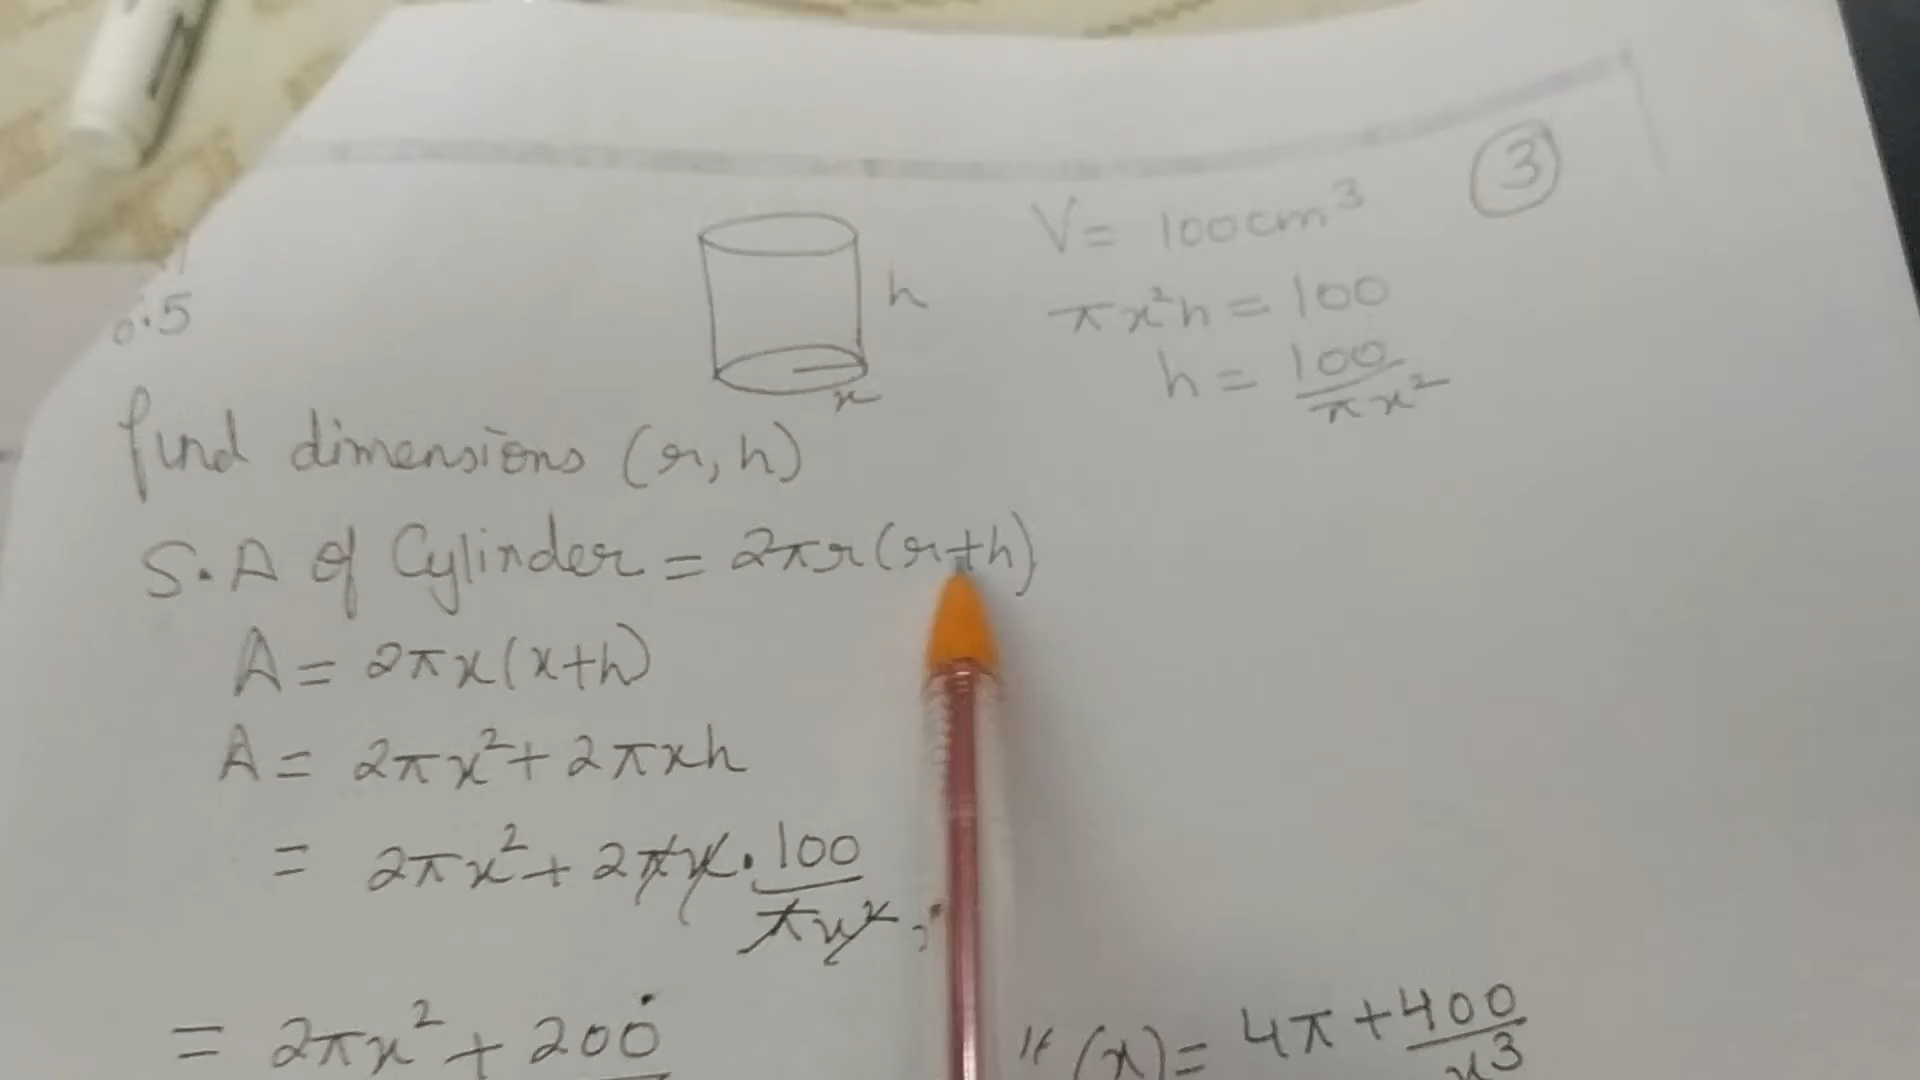 3
V= 100cm³
0.5
h
πx²h = 100
x
h = 100/πx²
find dimensions (r, h)
S.A of Cylinder = 2πr(r+h)
A = 2πx(x+h)
A = 2πx² + 2πxh
= 2πx² + 2πx · 100/πx²
= 2πx² + 200
f''(x) = 4π + 400/x³